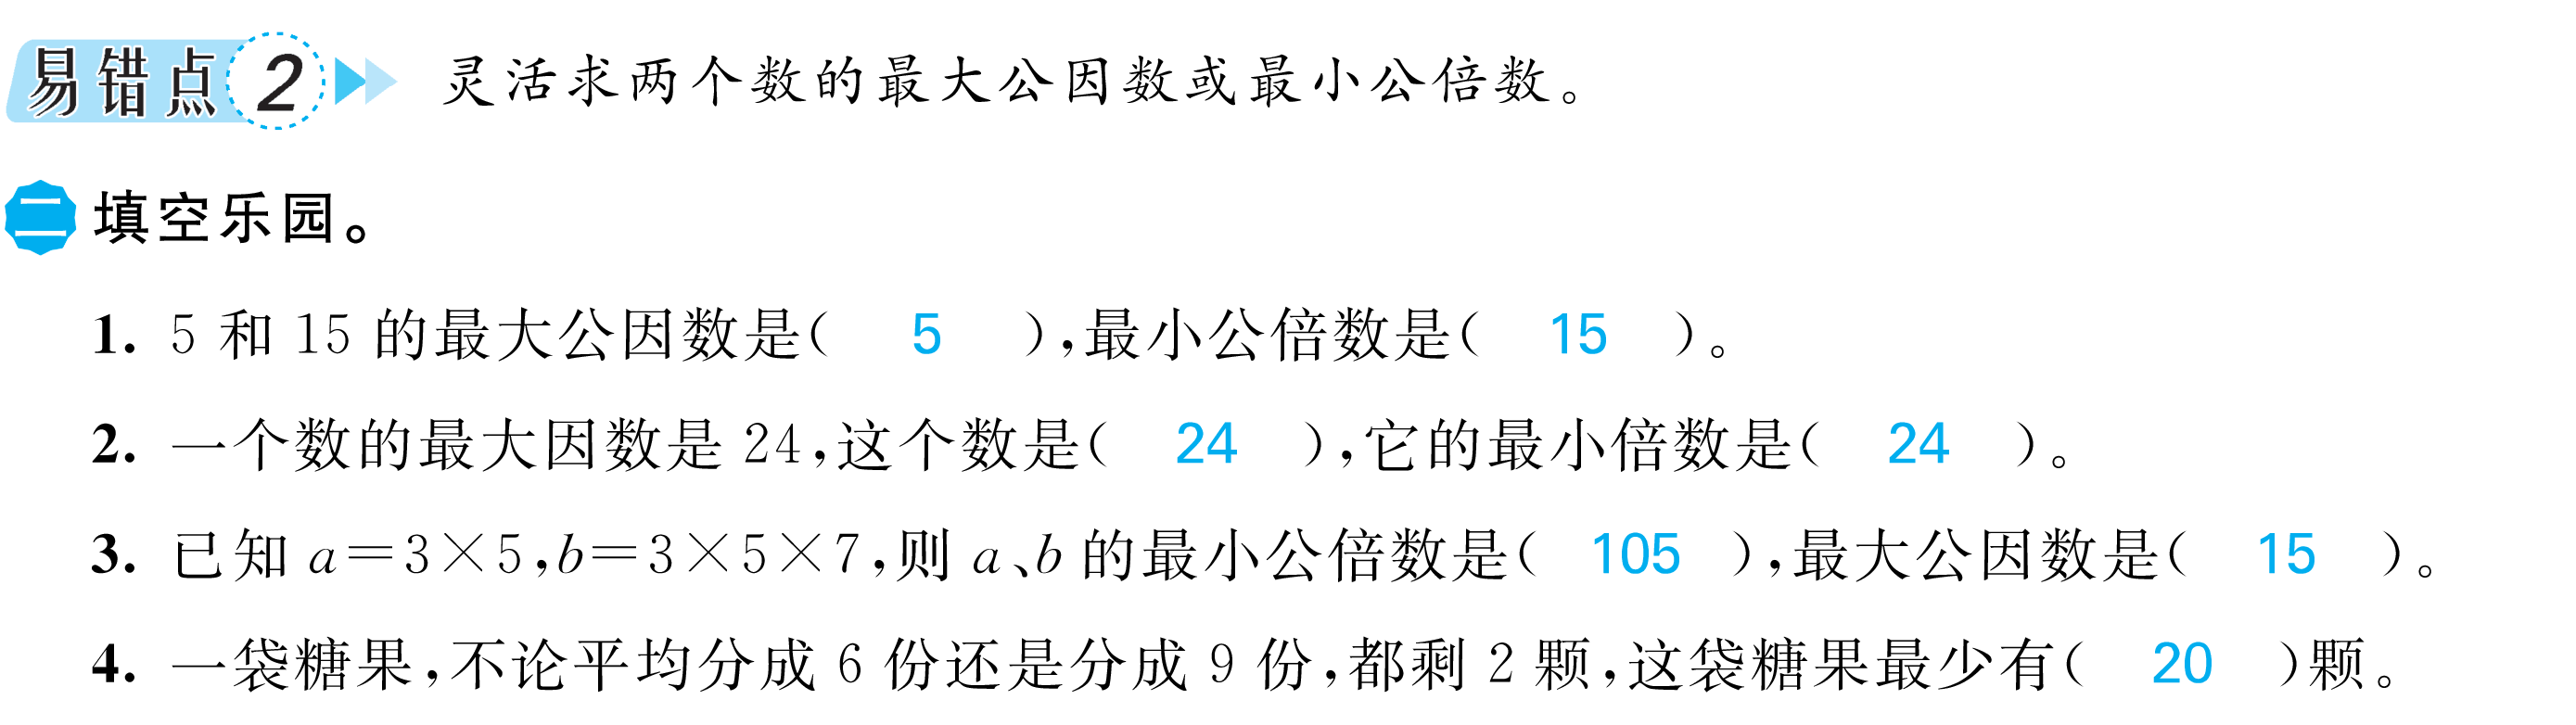 易错点2 灵活求两个数的最大公因数或最小公倍数。
二 填空乐园。
1. 5 和 15 的最大公因数是( 5 ),最小公倍数是( 15 )。
2. 一个数的最大因数是 24,这个数是( 24 ),它的最小倍数是( 24 )。
3. 已知 a=3×5,b=3×5×7,则 a、b 的最小公倍数是( 105 ),最大公因数是( 15 )。
4. 一袋糖果,不论平均分成 6 份还是分成 9 份,都剩 2 颗,这袋糖果最少有( 20 )颗。